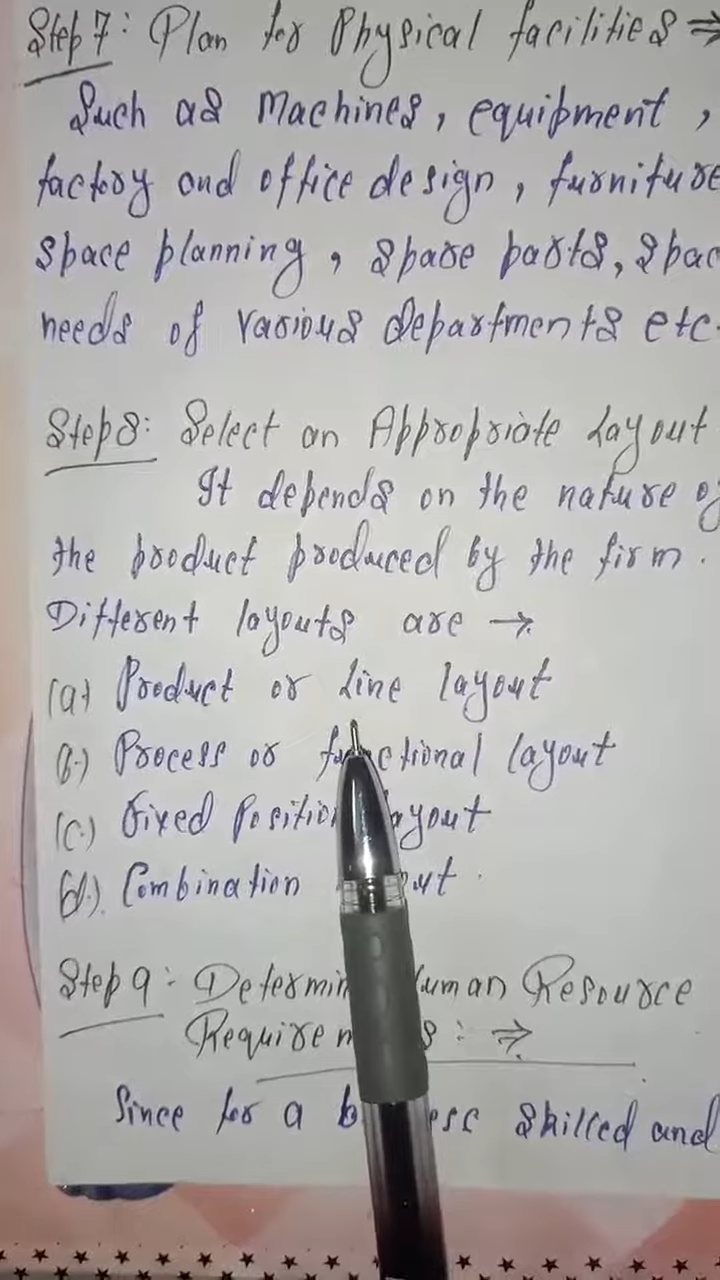 Step 7: Plan for Physical facilities ⇒
Such as Machines, equipment,
factory and office design, furniture
space planning, spare parts, spac
needs of various departments etc.
Step 8: Select an Appropriate Layout
It depends on the nature of
the product produced by the firm.
Different layouts are →
(a) Product or Line layout
(b.) Process or functional layout
(c.) Fixed Position layout
(d.) Combination
Step 9: Human Resource
⇒
Since for a skilled and